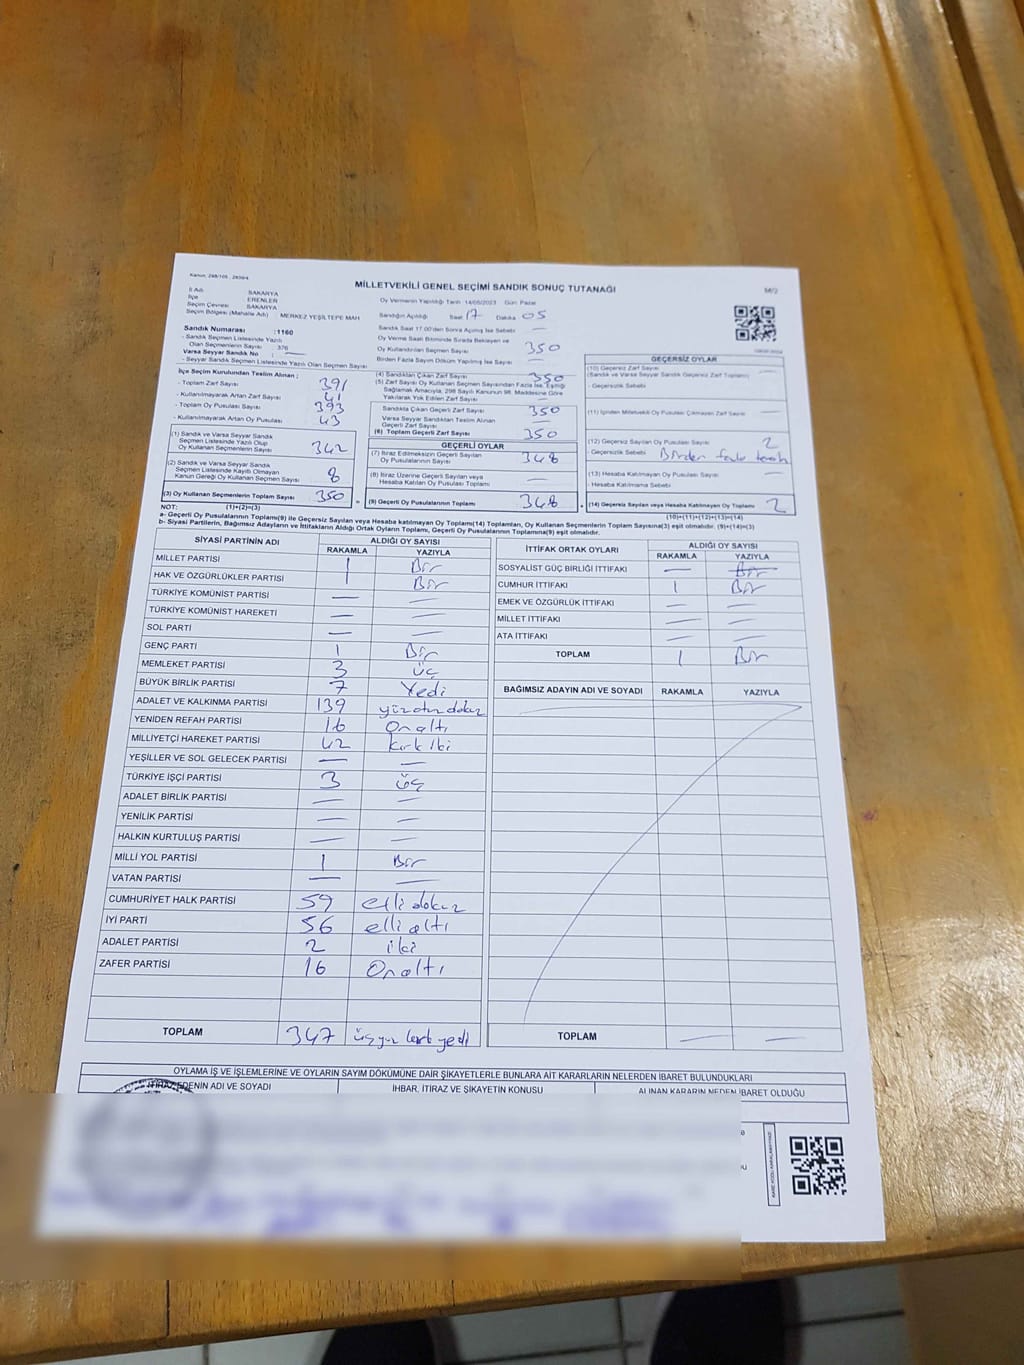 Kanun: 298/105 , 2839/4
MİLLETVEKİLİ GENEL SEÇİMİ SANDIK SONUÇ TUTANAĞI
İl Adı : SAKARYA
İlçe : ERENLER
Seçim Çevresi : SAKARYA
Seçim Bölgesi (Mahalle Adı) : MERKEZ YEŞİLTEPE MAH
Oy Vermenin Yapıldığı Tarih 14/05/2023 Gün: Pazar
Sandığın Açıldığı Saat 17 Dakika 05
Sandık Numarası :1160
- Sandık Seçmen Listesinde Yazılı
Olan Seçmenlerin Sayısı : 376
Varsa Seyyar Sandık No : —
- Seyyar Sandık Seçmen Listesinde Yazılı Olan Seçmen Sayısı
Sandık Saat 17.00'den Sonra Açılmış İse Sebebi —
Oy Verme Saati Bitiminde Sırada Bekleyen ve
Oy Kullandırılan Seçmen Sayısı 350
Birden Fazla Sayım Döküm Yapılmış İse Sayısı —
İlçe Seçim Kurulundan Teslim Alınan ;
- Toplam Zarf Sayısı 391
- Kullanılmayarak Artan Zarf Sayısı 41
- Toplam Oy Pusulası Sayısı 393
- Kullanılmayarak Artan Oy Pusulası 43
(1) Sandık ve Varsa Seyyar Sandık
Seçmen Listesinde Yazılı Olup
Oy Kullanan Seçmen Sayısı 342
(2) Sandık ve Varsa Seyyar Sandık
Seçmen Listesinde Kayıtlı Olmayan
Kanun Gereği Oy Kullanan Seçmen Sayısı 8
(3) Oy Kullanan Seçmenlerin Toplam Sayısı 350
(1)+(2)=(3)
(4) Sandıktan Çıkan Zarf Sayısı 350
(5) Zarf Sayısı Oy Kullanan Seçmen Sayısından Fazla İse, Eşitliği
Sağlamak Amacıyla, 298 Sayılı Kanunun 98. Maddesine Göre
Yakılarak Yok Edilen Zarf Sayısı —
Sandıkta Çıkan Geçerli Zarf Sayısı 350
Varsa Seyyar Sandıktan Teslim Alınan
Geçerli Zarf Sayısı —
(6) Toplam Geçerli Zarf Sayısı 350
GEÇERLİ OYLAR
(7) İtiraz Edilmeksizin Geçerli Sayılan
Oy Pusulası Sayısı 348
(8) İtiraz Üzerine Geçerli Sayılan veya
Hesaba Katılan Oy Pusulası Toplamı —
(9) Geçerli Oy Pusulalarının Toplamı 348
GEÇERSİZ OYLAR
(10) Geçersiz Zarf Sayısı
(Sandık ve Varsa Seyyar Sandık Geçersiz Zarf Toplamı) —
- Geçersizlik Sebebi
(11) İçinden Milletvekili Oy Pusulası Çıkmayan Zarf Sayısı —
(12) Geçersiz Sayılan Oy Pusulası Sayısı 2
- Geçersizlik Sebebi Birden fazla tercih
(13) Hesaba Katılmayan Oy Pusulası Sayısı —
- Hesaba Katılmama Sebebi
(14) Geçersiz Sayılan veya Hesaba Katılmayan Oy Pusulası Toplamı 2
(10)+(11)+(12)+(13)=(14)
NOT:
a- Geçerli Oy Pusulalarının Toplamı(9) ile Geçersiz Sayılan veya Hesaba katılmayan Oy Toplamı(14) Toplamları, Oy Kullanan Seçmenlerin Toplam Sayısına(3) eşit olmalıdır. (9)+(14)=(3)
b- Siyasi Partilerin, Bağımsız Adayların ve İttifakların Aldığı Ortak Oyların Toplamı, Geçerli Oy Pusulalarının Toplamına(9) eşit olmalıdır.
SİYASİ PARTİNİN ADI ALDIĞI OY SAYISI
RAKAMLA YAZIYLA
MİLLET PARTİSİ 1 Bir
HAK VE ÖZGÜRLÜKLER PARTİSİ 1 Bir
TÜRKİYE KOMÜNİST PARTİSİ — —
TÜRKİYE KOMÜNİST HAREKETİ — —
SOL PARTİ — —
GENÇ PARTİ 1 Bir
MEMLEKET PARTİSİ 3 üç
BÜYÜK BİRLİK PARTİSİ 7 Yedi
ADALET VE KALKINMA PARTİSİ 139 yüzotuzdokuz
YENİDEN REFAH PARTİSİ 16 Onaltı
MİLLİYETÇİ HAREKET PARTİSİ 42 kırk iki
YEŞİLLER VE SOL GELECEK PARTİSİ — —
TÜRKİYE İŞÇİ PARTİSİ 3 üç
ADALET BİRLİK PARTİSİ — —
YENİLİK PARTİSİ — —
HALKIN KURTULUŞ PARTİSİ — —
MİLLİ YOL PARTİSİ 1 Bir
VATAN PARTİSİ — —
CUMHURİYET HALK PARTİSİ 59 elli dokuz
İYİ PARTİ 56 elli altı
ADALET PARTİSİ 2 iki
ZAFER PARTİSİ 16 Onaltı
TOPLAM 347 üçyüz kırk yedi
İTTİFAK ORTAK OYLARI ALDIĞI OY SAYISI
RAKAMLA YAZIYLA
SOSYALİST GÜÇ BİRLİĞİ İTTİFAKI — Bir
CUMHUR İTTİFAKI 1 Bir
EMEK VE ÖZGÜRLÜK İTTİFAKI — —
MİLLET İTTİFAKI — —
ATA İTTİFAKI — —
TOPLAM 1 Bir
BAĞIMSIZ ADAYIN ADI VE SOYADI RAKAMLA YAZIYLA
TOPLAM — —
OYLAMA İŞ VE İŞLEMLERİNE VE OYLARIN SAYIM DÖKÜMÜNE DAİR ŞİKAYETLERLE BUNLARA AİT KARARLARIN NELERDEN İBARET BULUNDUKLARI
İTİRAZ EDENİN ADI VE SOYADI İHBAR, İTİRAZ VE ŞİKAYETİN KONUSU ALINAN KARARIN NEDEN İBARET OLDUĞU